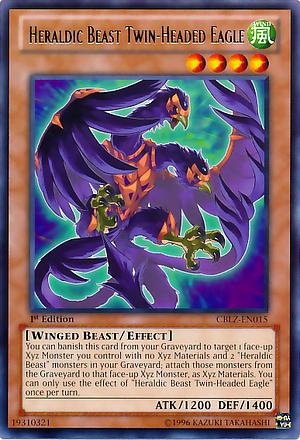 HERALDIC BEAST TWIN-HEADED EAGLE
WIND
風
1st Edition
CBLZ-EN015
[WINGED BEAST/EFFECT]
You can banish this card from your Graveyard to target 1 face-up
Xyz Monster you control with no Xyz Materials and 2 "Heraldic
Beast" monsters in your Graveyard; attach those monsters
from the Graveyard to that face-up Xyz Monster, as Xyz Materials. You
can only use the effect of "Heraldic Beast Twin-Headed Eagle"
once per turn.
ATK/1200 DEF/1400
19310321
©1996 KAZUKI TAKAHASHI